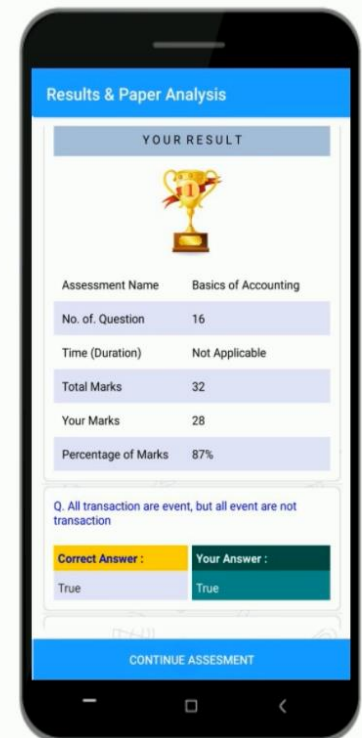 Results & Paper Analysis
YOUR RESULT
1
Assessment Name Basics of Accounting
No. of. Question 16
Time (Duration) Not Applicable
Total Marks 32
Your Marks 28
Percentage of Marks 87%
Q. All transaction are event, but all event are not
transaction
Correct Answer : Your Answer :
True True
CONTINUE ASSESMENT